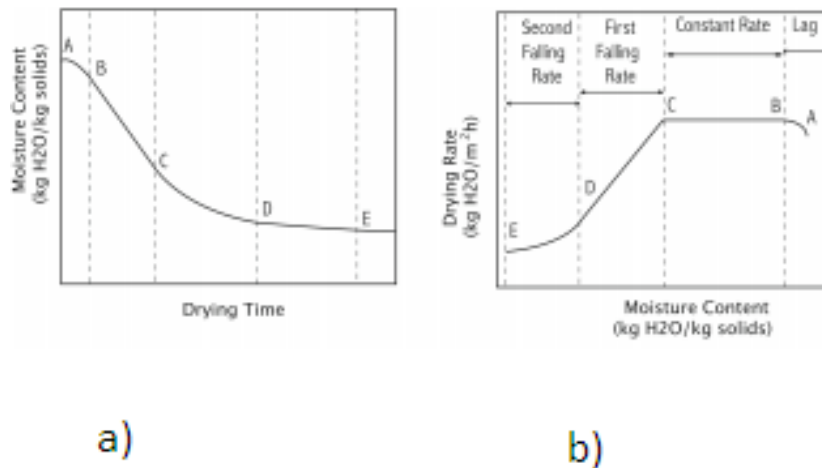 Moisture Content
(kg H2O/kg solids)
A
B
C
D
E
Drying Time
a)
Second
Falling
Rate
First
Falling
Rate
Constant Rate
Lag
Drying Rate
(kg H2O/m²h)
E
D
C
B
A
Moisture Content
(kg H2O/kg solids)
b)